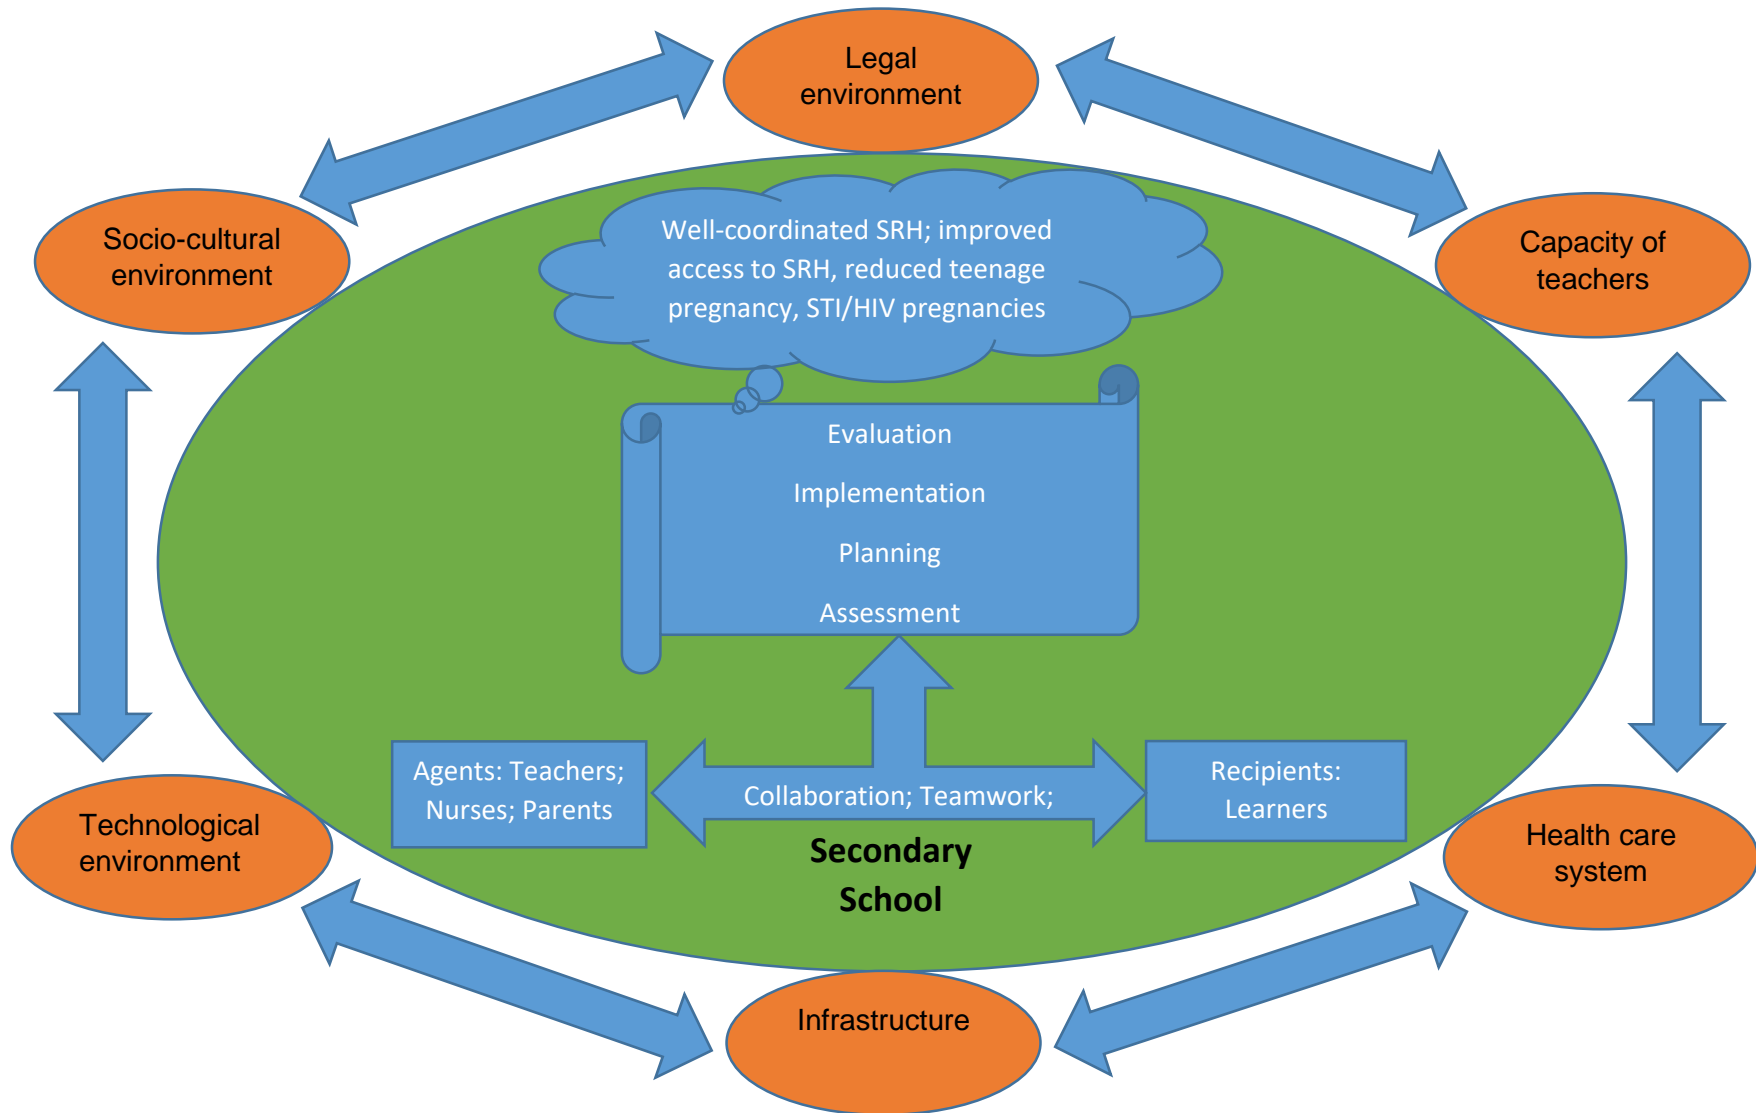 Legal
environment
Socio-cultural
environment
Capacity of
teachers
Well-coordinated SRH; improved
access to SRH, reduced teenage
pregnancy, STI/HIV pregnancies
Evaluation
Implementation
Planning
Assessment
Agents: Teachers;
Nurses; Parents
Collaboration; Teamwork;
Recipients:
Learners
Secondary
School
Technological
environment
Health care
system
Infrastructure